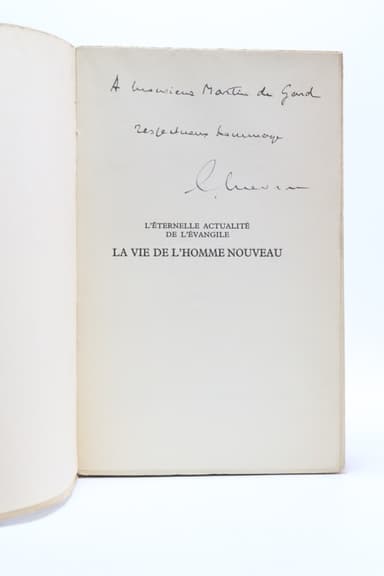 A Monsieur Martin du Gard
respectueux hommage
L'ÉTERNELLE ACTUALITÉ
DE L'ÉVANGILE
LA VIE DE L'HOMME NOUVEAU